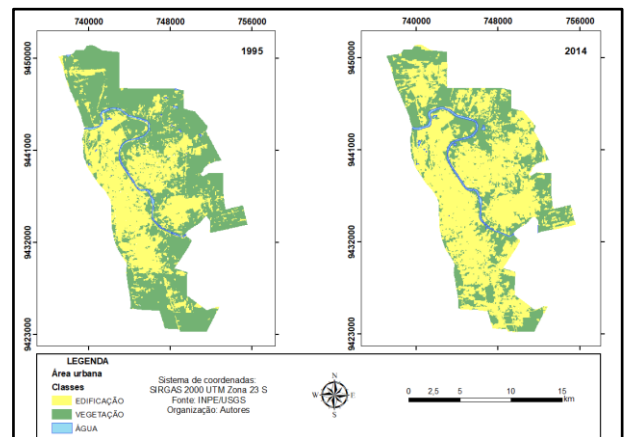 740000 748000 756000
740000 748000 756000
1995
2014
9450000
9441000
9432000
9423000
9450000
9441000
9432000
9423000
LEGENDA
Área urbana
Classes
EDIFICAÇÃO
VEGETAÇÃO
ÁGUA
Sistema de coordenadas:
SIRGAS 2000 UTM Zona 23 S
Fonte: INPE/USGS
Organização: Autores
N
W E
S
0 2,5 5 10 15
km